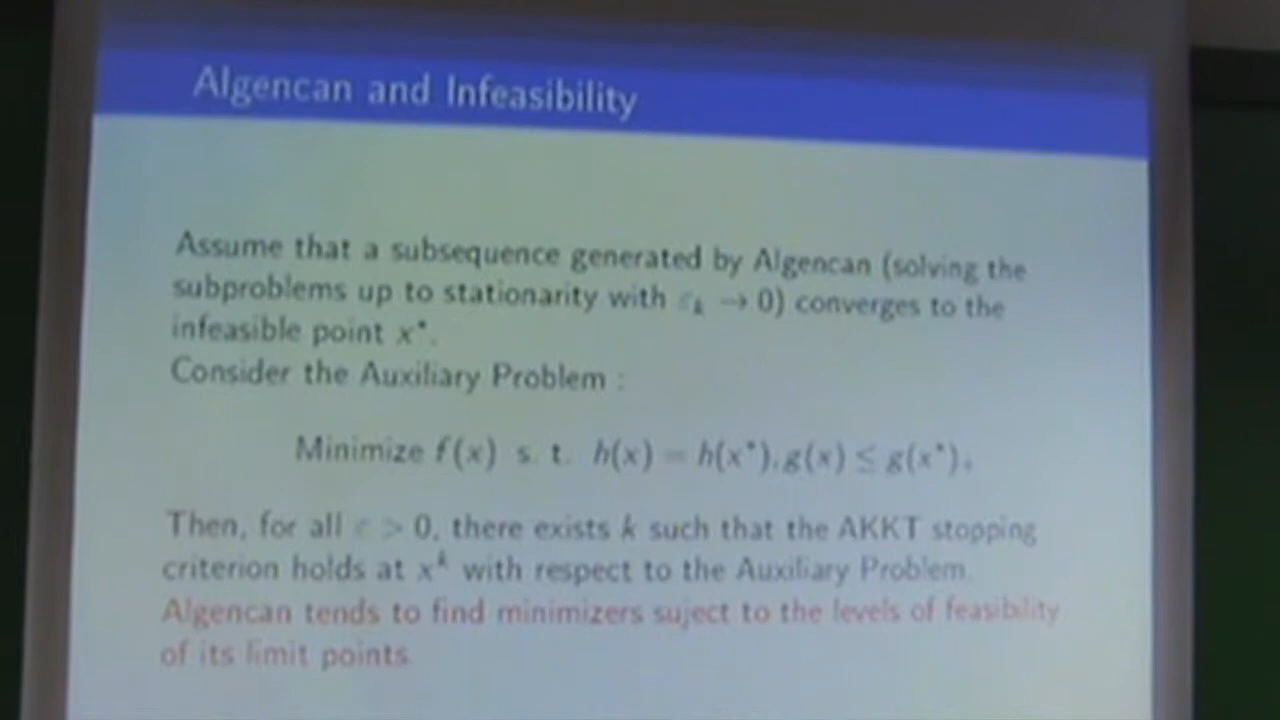 Algencan and Infeasibility
Assume that a subsequence generated by Algencan (solving the
subproblems up to stationarity with εₖ → 0) converges to the
infeasible point x*.
Consider the Auxiliary Problem :
Minimize f(x) s. t. h(x) = h(x*), g(x) ≤ g(x*)₊
Then, for all ε > 0, there exists k such that the AKKT stopping
criterion holds at xᵏ with respect to the Auxiliary Problem.
Algencan tends to find minimizers suject to the levels of feasibility
of its limit points.